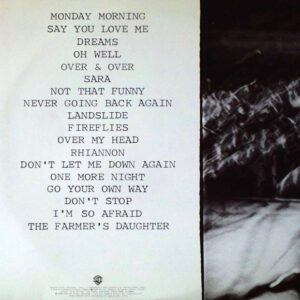 MONDAY MORNING
SAY YOU LOVE ME
DREAMS
OH WELL
OVER & OVER
SARA
NOT THAT FUNNY
NEVER GOING BACK AGAIN
LANDSLIDE
FIREFLIES
OVER MY HEAD
RHIANNON
DON'T LET ME DOWN AGAIN
ONE MORE NIGHT
GO YOUR OWN WAY
DON'T STOP
I'M SO AFRAID
THE FARMER'S DAUGHTER